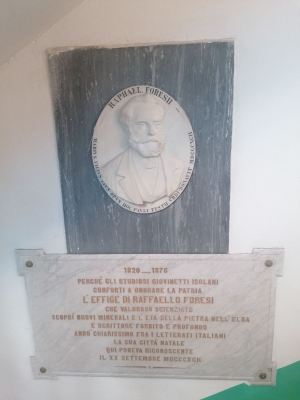 RAPHAEL FORESI
1820 — 1876
PERCHÈ GLI STUDIOSI GIOVINETTI ISOLANI
CONFORTI A ONORARE LA PATRIA
L'EFFIGE DI RAFFAELLO FORESI
CHE VALOROSO SCIENZIATO
SCOPRÌ NUOVI MINERALI E L'ETÀ DELLA PIETRA NELL'ELBA
E SCRITTORE FORBITO E PROFONDO
ANDÒ CHIARISSIMO FRA I LETTERATI ITALIANI
LA SUA CITTÀ NATALE
QUI PONEVA RICONOSCENTE
IL XX SETTEMBRE MDCCCXCII